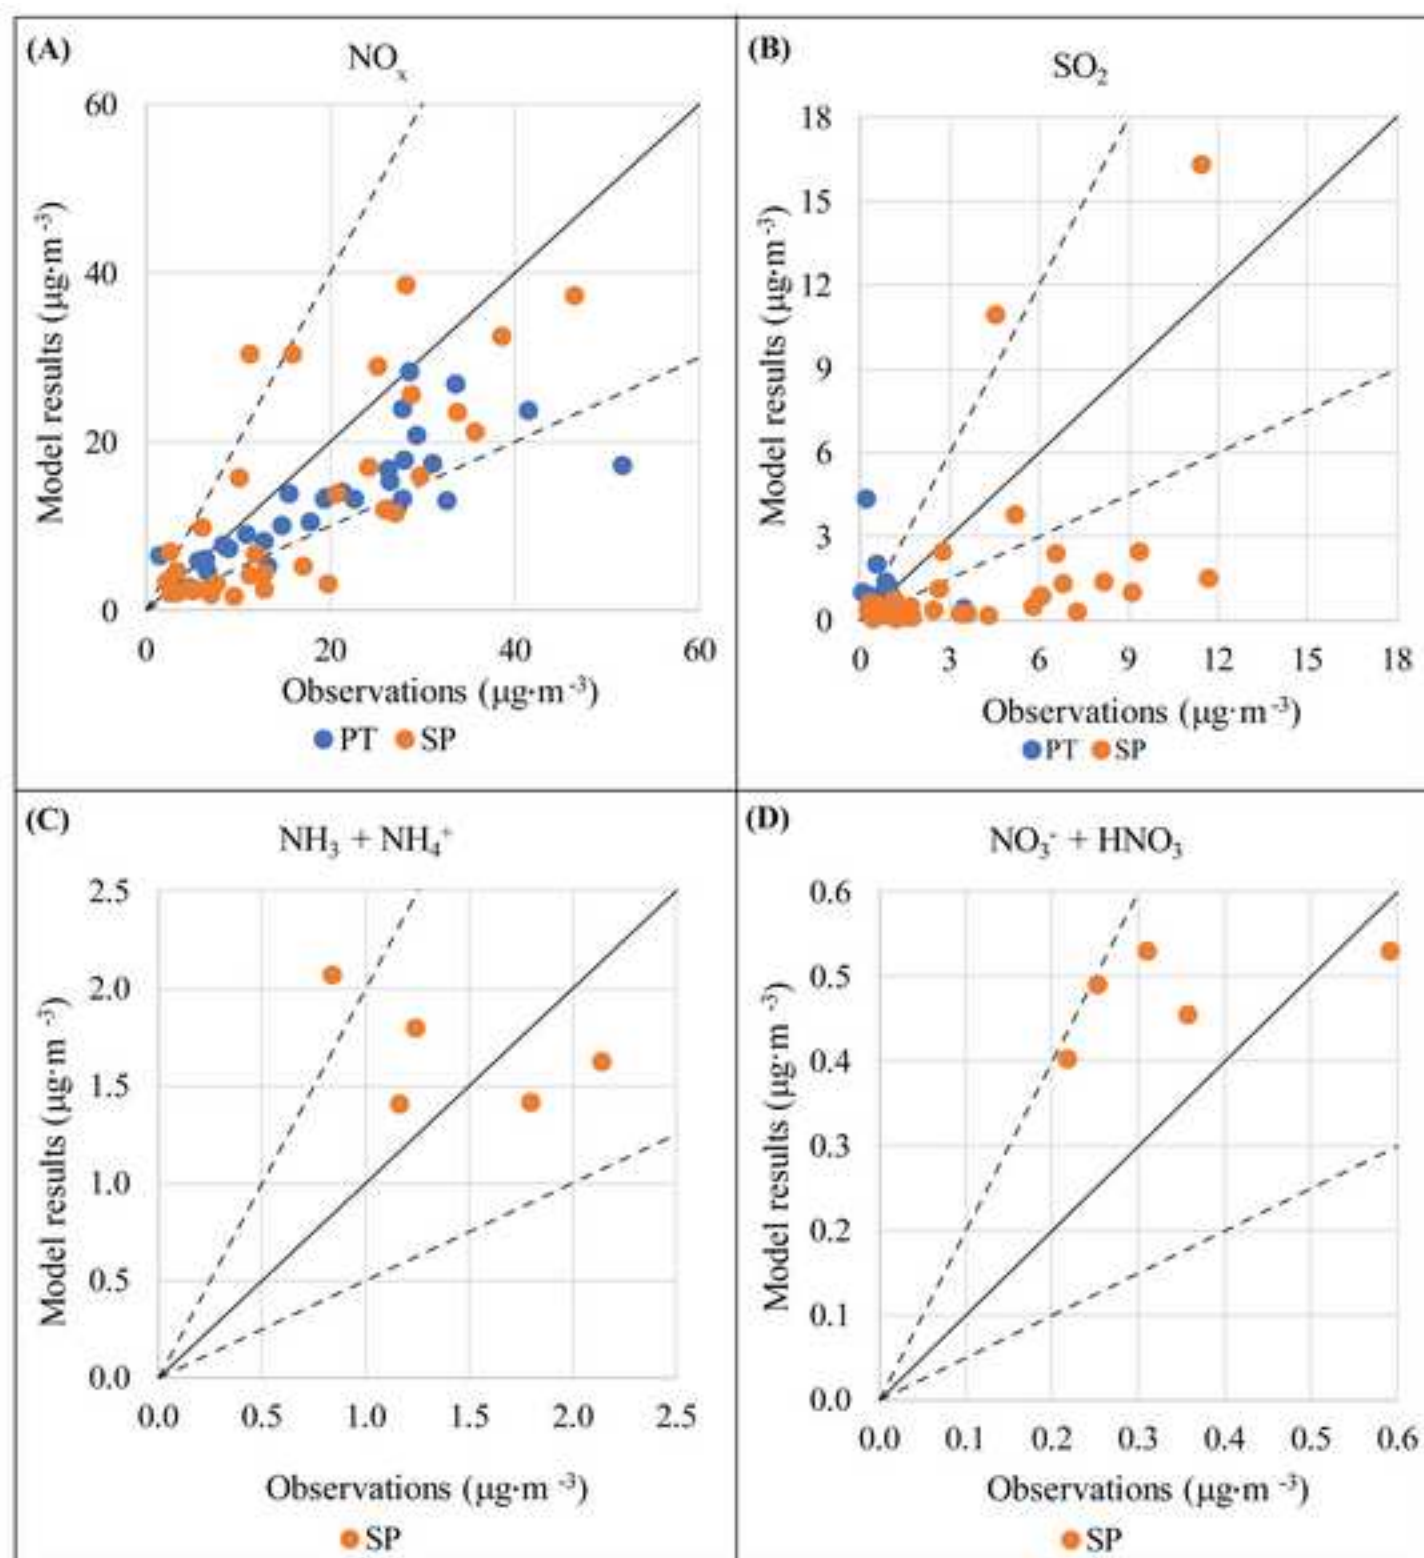 (A)
NOx
60
40
20
0
0 20 40 60
Model results (µg·m⁻³)
Observations (µg·m⁻³)
PT SP
(B)
SO₂
18
15
12
9
6
3
0
0 3 6 9 12 15 18
Model results (µg·m⁻³)
Observations (µg·m⁻³)
PT SP
(C)
NH₃ + NH₄⁺
2.5
2.0
1.5
1.0
0.5
0.0
0.0 0.5 1.0 1.5 2.0 2.5
Model results (µg·m⁻³)
Observations (µg·m⁻³)
SP
(D)
NO₃⁻ + HNO₃
0.6
0.5
0.4
0.3
0.2
0.1
0.0
0.0 0.1 0.2 0.3 0.4 0.5 0.6
Model results (µg·m⁻³)
Observations (µg·m⁻³)
SP